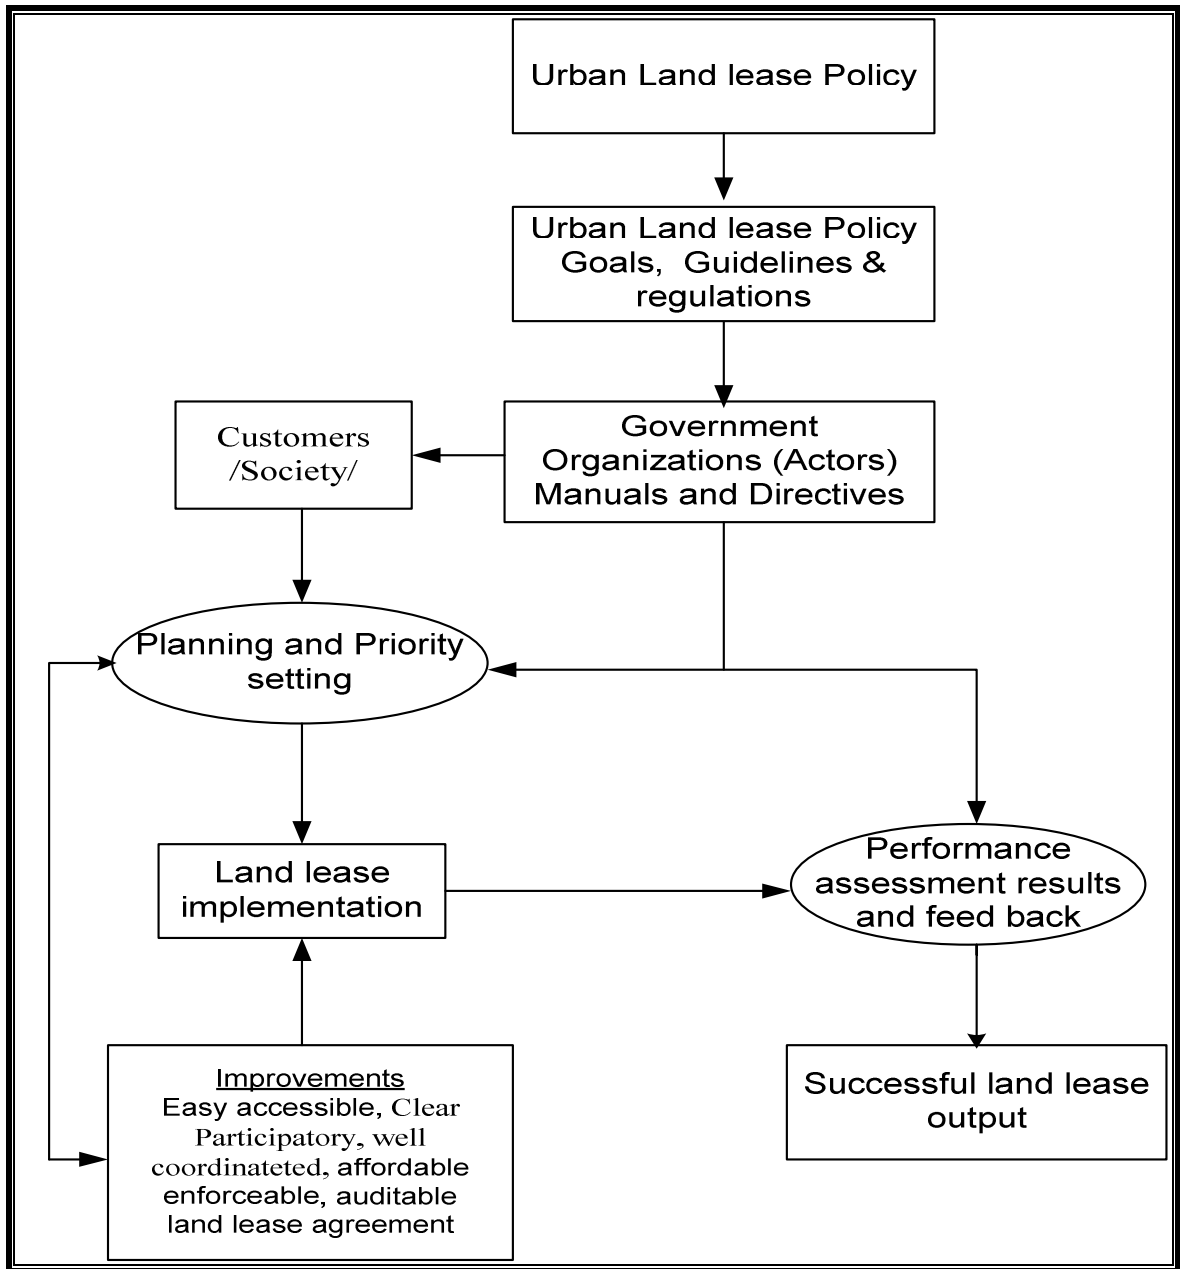 Urban Land lease Policy
Urban Land lease Policy
Goals, Guidelines &
regulations
Government
Organizations (Actors)
Manuals and Directives
Customers
/Society/
Planning and Priority
setting
Land lease
implementation
Performance
assessment results
and feed back
Improvements
Easy accessible, Clear
Participatory, well
coordinateted, affordable
enforceable, auditable
land lease agreement
Successful land lease
output